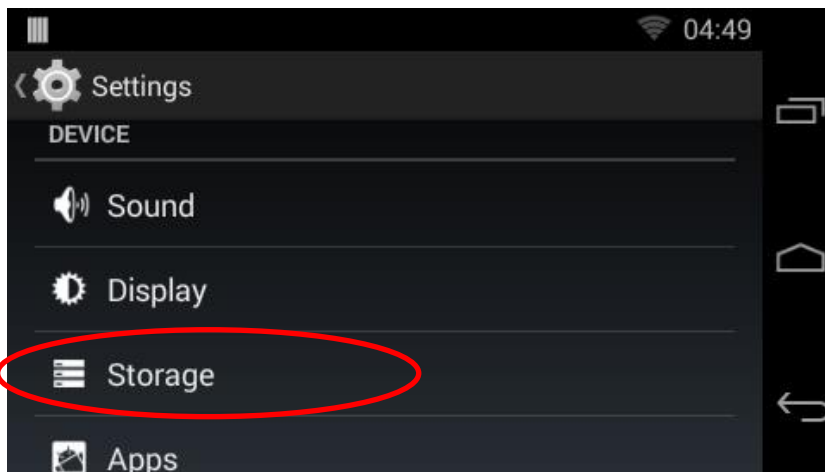 04:49
Settings
DEVICE
Sound
Display
Storage
Apps